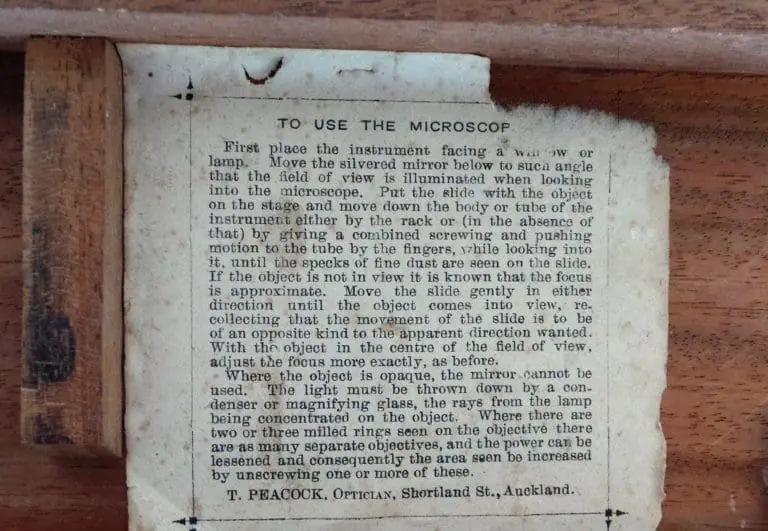 TO USE THE MICROSCOP
First place the instrument facing a window or
lamp. Move the silvered mirror below to such angle
that the field of view is illuminated when looking
into the microscope. Put the slide with the object
on the stage and move down the body or tube of the
instrument either by the rack or (in the absence of
that) by giving a combined screwing and pushing
motion to the tube by the fingers, while looking into
it, until the specks of fine dust are seen on the slide.
If the object is not in view it is known that the focus
is approximate. Move the slide gently in either
direction until the object comes into view, re-
collecting that the movement of the slide is to be
of an opposite kind to the apparent direction wanted.
With the object in the centre of the field of view,
adjust the focus more exactly, as before.
Where the object is opaque, the mirror cannot be
used. The light must be thrown down by a con-
denser or magnifying glass, the rays from the lamp
being concentrated on the object. Where there are
two or three milled rings seen on the objective there
are as many separate objectives, and the power can be
lessened and consequently the area seen be increased
by unscrewing one or more of these.
T. PEACOCK, OPTICIAN, Shortland St., Auckland.